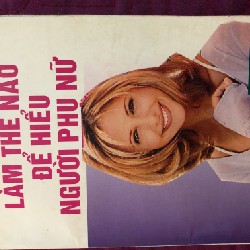 LÀM THẾ NÀO
ĐỂ HIỂU
NGƯỜI PHỤ NỮ